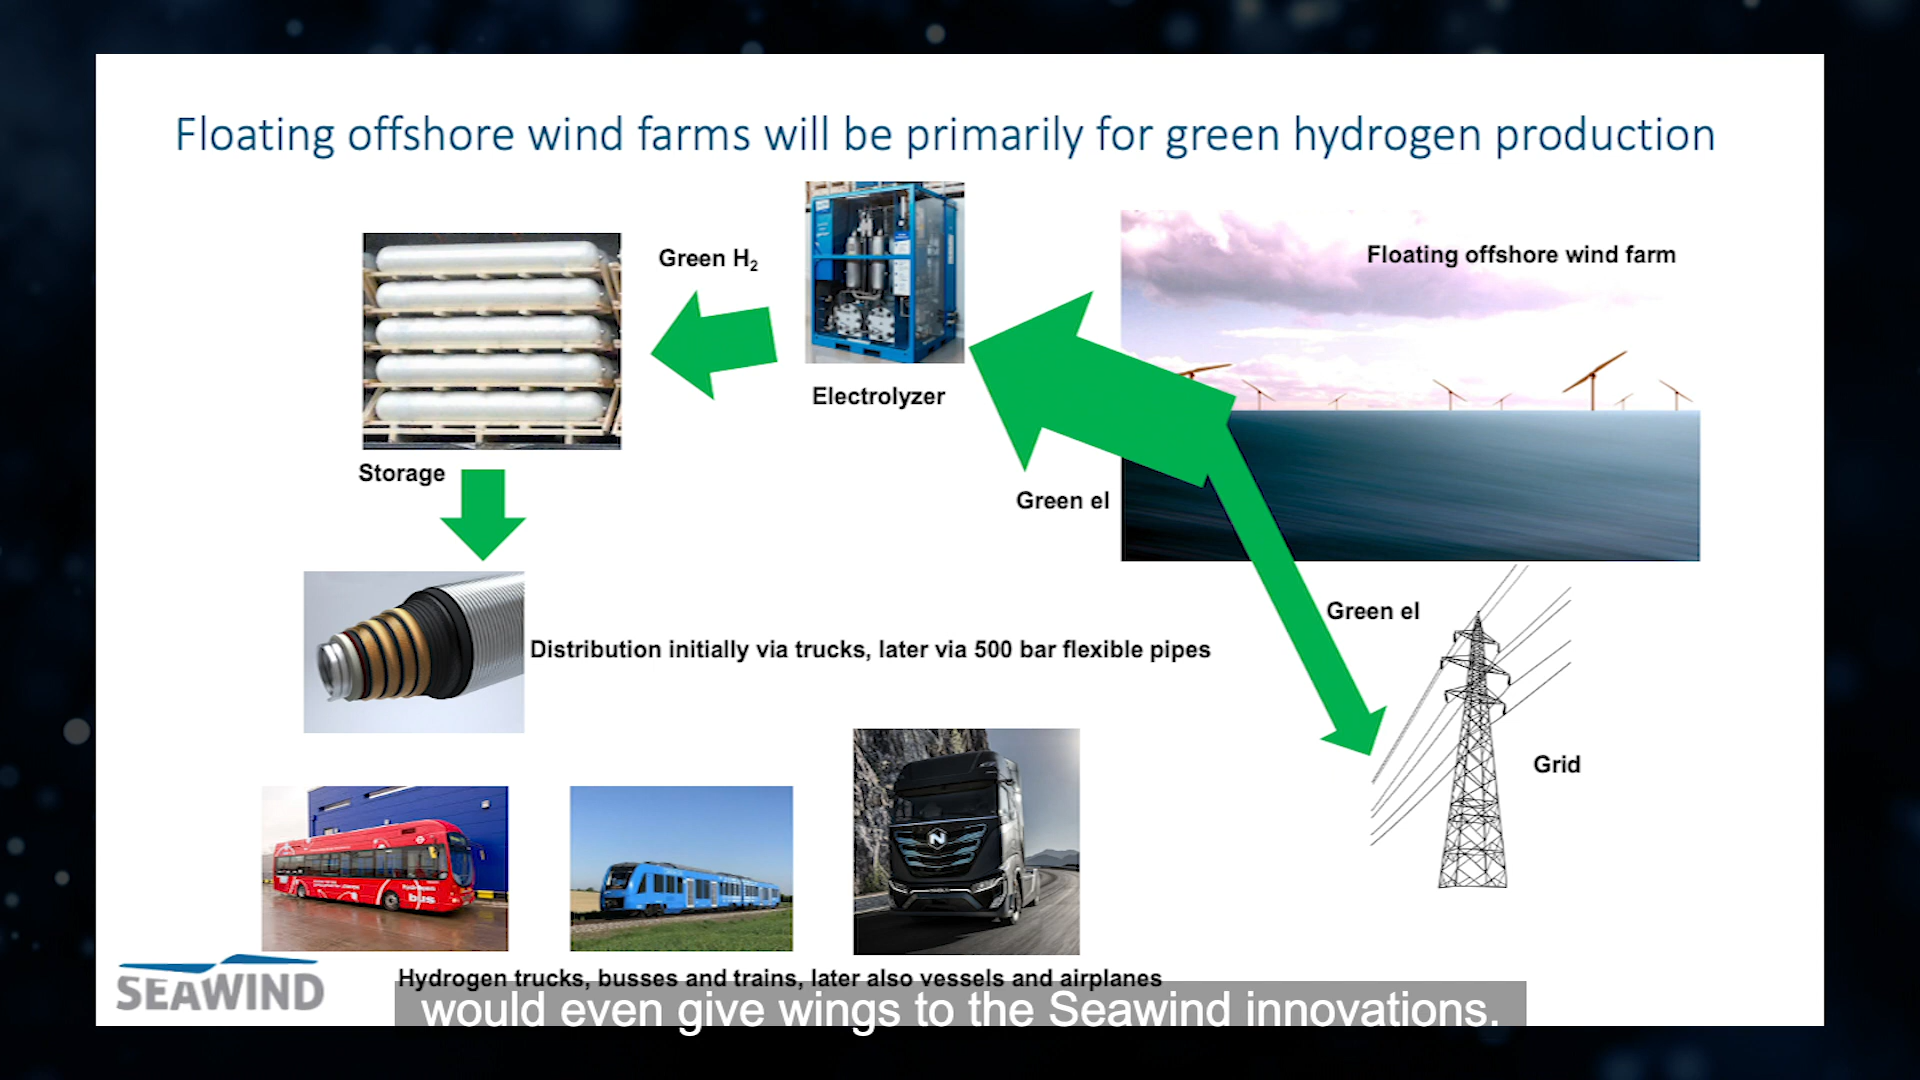 Floating offshore wind farms will be primarily for green hydrogen production
Green H₂
Floating offshore wind farm
Electrolyzer
Storage
Green el
Green el
Distribution initially via trucks, later via 500 bar flexible pipes
Grid
bus
N
Hydrogen trucks, busses and trains, later also vessels and airplanes
SEAWIND
would even give wings to the Seawind innovations.